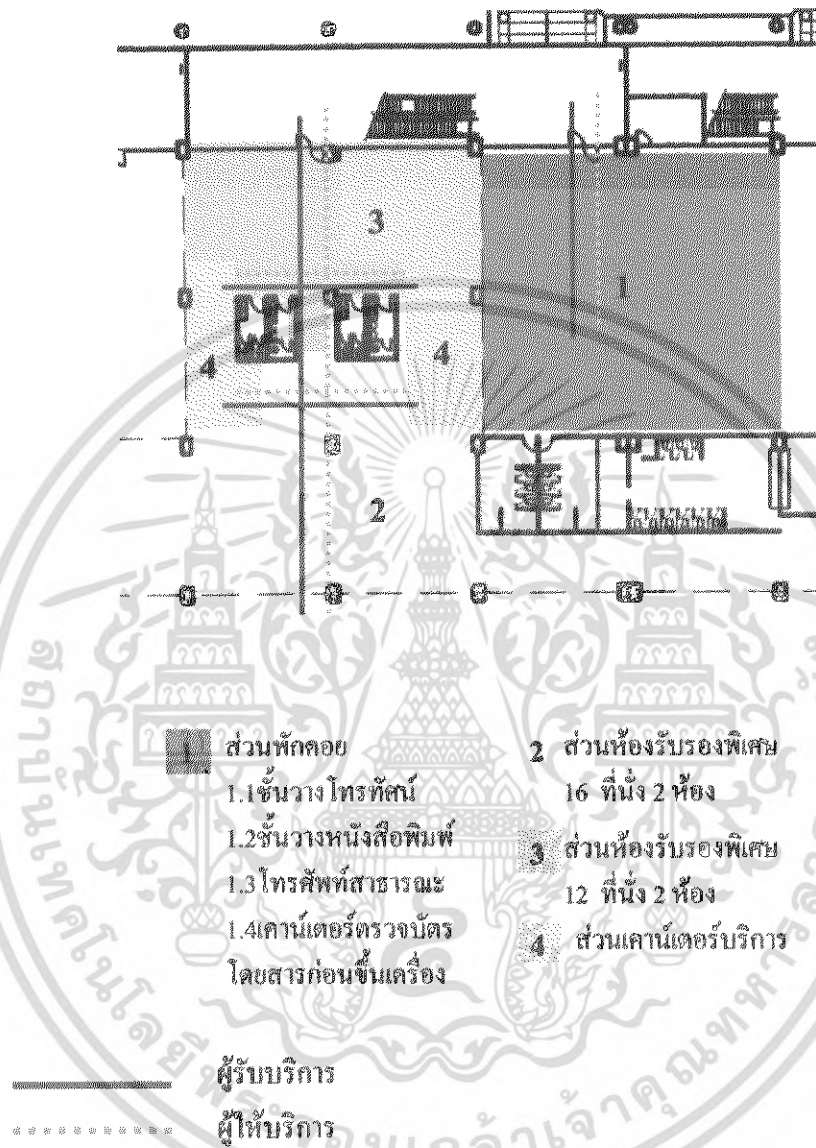 3
1
4
4
2
1 ส่วนพักคอย
1.1ชั้นวางโทรทัศน์
1.2ชั้นวางหนังสือพิมพ์
1.3โทรศัพท์สาธารณะ
1.4เคาน์เตอร์ตรวจบัตร
โดยสารก่อนขึ้นเครื่อง
2 ส่วนห้องรับรองพิเศษ
16 ที่นั่ง 2 ห้อง
3 ส่วนห้องรับรองพิเศษ
12 ที่นั่ง 2 ห้อง
4 ส่วนเคาน์เตอร์บริการ
ผู้รับบริการ
ผู้ให้บริการ